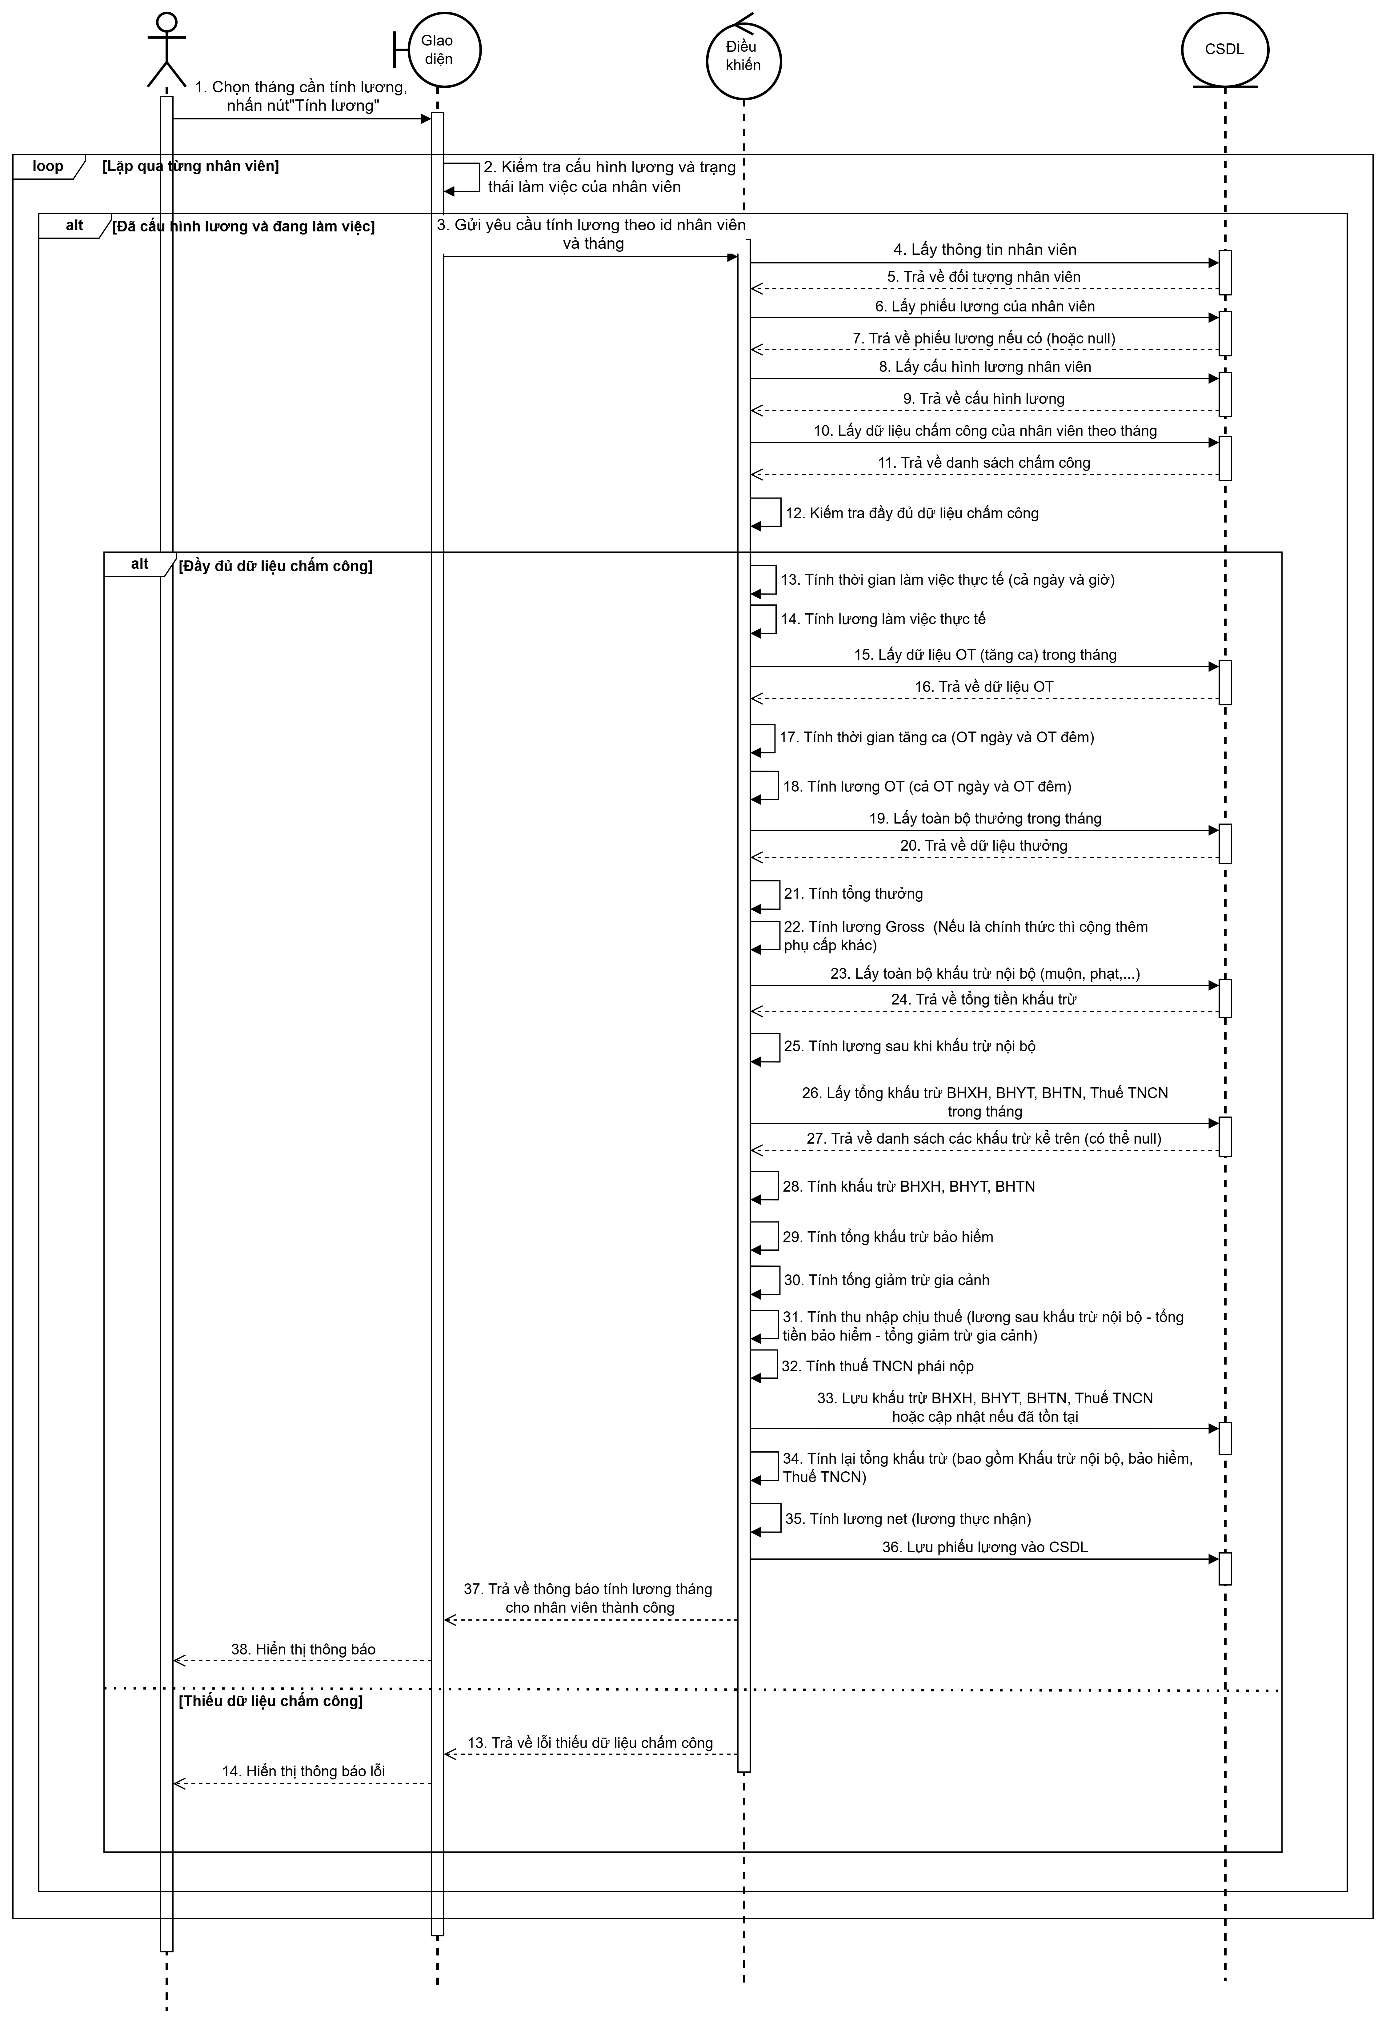 Giao
diện
Điều
khiển
CSDL
1. Chọn tháng cần tính lương,
nhấn nút"Tính lương"
loop
[Lặp qua từng nhân viên]
2. Kiểm tra cấu hình lương và trạng
thái làm việc của nhân viên
alt
[Đã cấu hình lương và đang làm việc]
3. Gửi yêu cầu tính lương theo id nhân viên
và tháng
4. Lấy thông tin nhân viên
5. Trả về đối tượng nhân viên
6. Lấy phiếu lương của nhân viên
7. Trả về phiếu lương nếu có (hoặc null)
8. Lấy cấu hình lương nhân viên
9. Trả về cấu hình lương
10. Lấy dữ liệu chấm công của nhân viên theo tháng
11. Trả về danh sách chấm công
12. Kiểm tra đầy đủ dữ liệu chấm công
alt
[Đầy đủ dữ liệu chấm công]
13. Tính thời gian làm việc thực tế (cả ngày và giờ)
14. Tính lương làm việc thực tế
15. Lấy dữ liệu OT (tăng ca) trong tháng
16. Trả về dữ liệu OT
17. Tính thời gian tăng ca (OT ngày và OT đêm)
18. Tính lương OT (cả OT ngày và OT đêm)
19. Lấy toàn bộ thưởng trong tháng
20. Trả về dữ liệu thưởng
21. Tính tổng thưởng
22. Tính lương Gross (Nếu là chính thức thì cộng thêm
phụ cấp khác)
23. Lấy toàn bộ khấu trừ nội bộ (muộn, phạt,...)
24. Trả về tổng tiền khấu trừ
25. Tính lương sau khi khấu trừ nội bộ
26. Lấy tổng khấu trừ BHXH, BHYT, BHTN, Thuế TNCN
trong tháng
27. Trả về danh sách các khấu trừ kể trên (có thể null)
28. Tính khấu trừ BHXH, BHYT, BHTN
29. Tính tổng khấu trừ bảo hiểm
30. Tính tổng giảm trừ gia cảnh
31. Tính thu nhập chịu thuế (lương sau khấu trừ nội bộ - tổng
tiền bảo hiểm - tổng giảm trừ gia cảnh)
32. Tính thuế TNCN phải nộp
33. Lưu khấu trừ BHXH, BHYT, BHTN, Thuế TNCN
hoặc cập nhật nếu đã tồn tại
34. Tính lại tổng khấu trừ (bao gồm Khấu trừ nội bộ, bảo hiểm,
Thuế TNCN)
35. Tính lương net (lương thực nhận)
36. Lưu phiếu lương vào CSDL
37. Trả về thông báo tính lương tháng
cho nhân viên thành công
38. Hiển thị thông báo
[Thiếu dữ liệu chấm công]
13. Trả về lỗi thiếu dữ liệu chấm công
14. Hiển thị thông báo lỗi